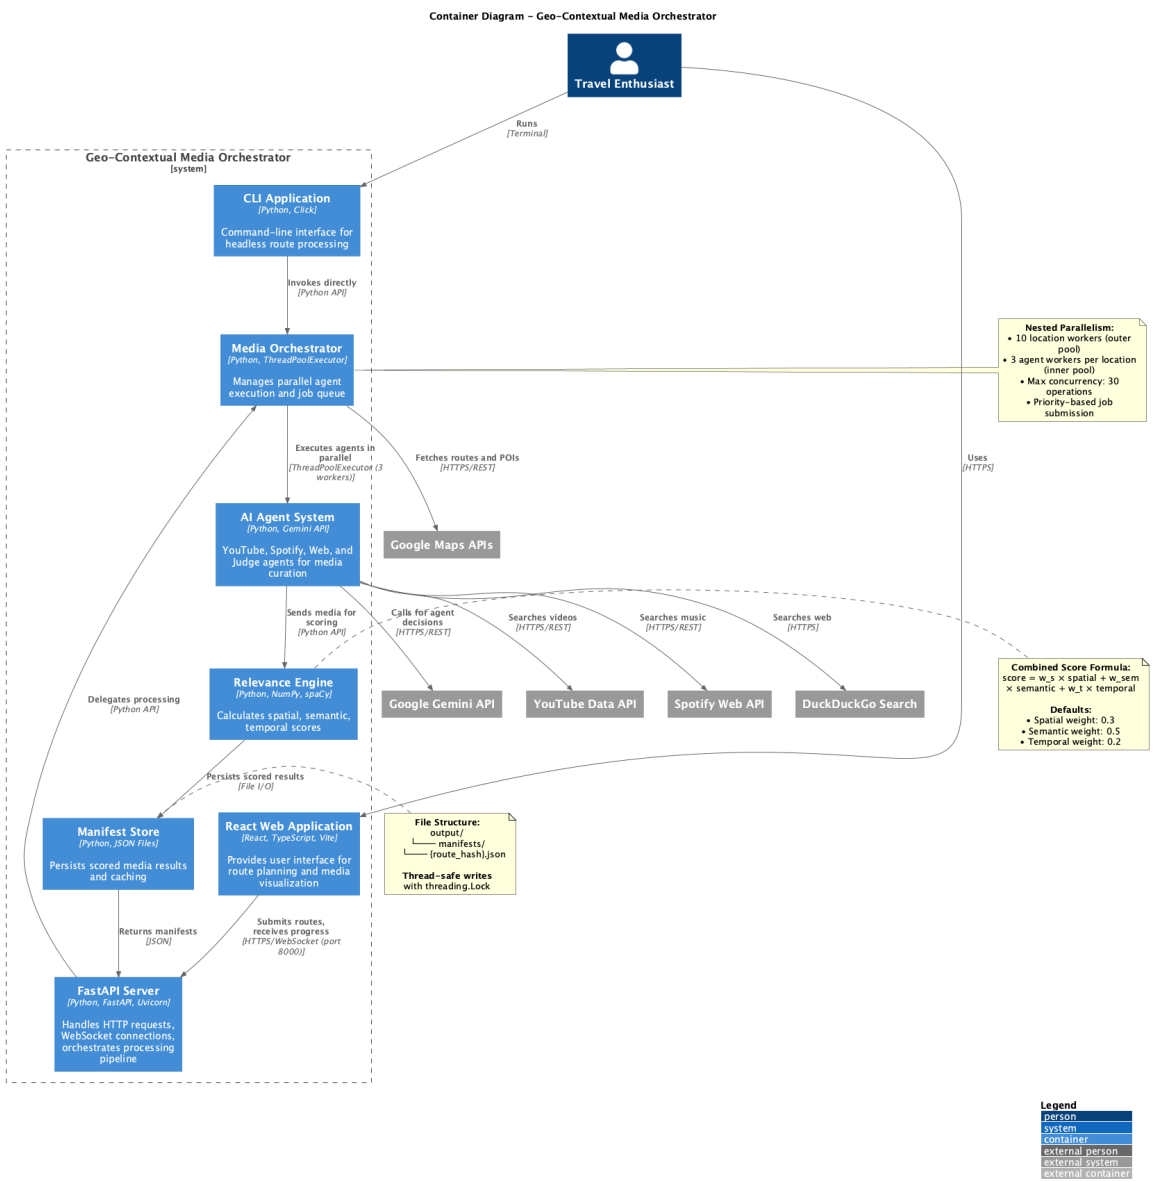 Container Diagram – Geo-Contextual Media Orchestrator
Travel Enthusiast
Runs
[Terminal]
Geo-Contextual Media Orchestrator
[system]
CLI Application
[Python, Click]
Command-line interface for
headless route processing
Invokes directly
[Python API]
Media Orchestrator
[Python, ThreadPoolExecutor]
Manages parallel agent
execution and job queue
Nested Parallelism:
• 10 location workers (outer
pool)
• 3 agent workers per location
(inner pool)
• Max concurrency: 30
operations
• Priority-based job
submission
Executes agents in
parallel
[ThreadPoolExecutor (3
workers)]
Fetches routes and POIs
[HTTPS/REST]
Uses
[HTTPS]
AI Agent System
[Python, Gemini API]
YouTube, Spotify, Web, and
Judge agents for media
curation
Google Maps APIs
Sends media for
scoring
[Python API]
Calls for agent
decisions
[HTTPS/REST]
Searches videos
[HTTPS/REST]
Searches music
[HTTPS/REST]
Searches web
[HTTPS]
Relevance Engine
[Python, NumPy, spaCy]
Calculates spatial, semantic,
temporal scores
Google Gemini API
YouTube Data API
Spotify Web API
DuckDuckGo Search
Combined Score Formula:
score = w_s × spatial + w_sem
× semantic + w_t × temporal
Defaults:
• Spatial weight: 0.3
• Semantic weight: 0.5
• Temporal weight: 0.2
Delegates processing
[Python API]
Persists scored results
[File I/O]
Manifest Store
[Python, JSON Files]
Persists scored media results
and caching
React Web Application
[React, TypeScript, Vite]
Provides user interface for
route planning and media
visualization
File Structure:
output/
└── manifests/
└── {route_hash}.json
Thread-safe writes
with threading.Lock
Returns manifests
[JSON]
Submits routes,
receives progress
[HTTPS/WebSocket (port
8000)]
FastAPI Server
[Python, FastAPI, Uvicorn]
Handles HTTP requests,
WebSocket connections,
orchestrates processing
pipeline
Legend
person
system
container
external person
external system
external container